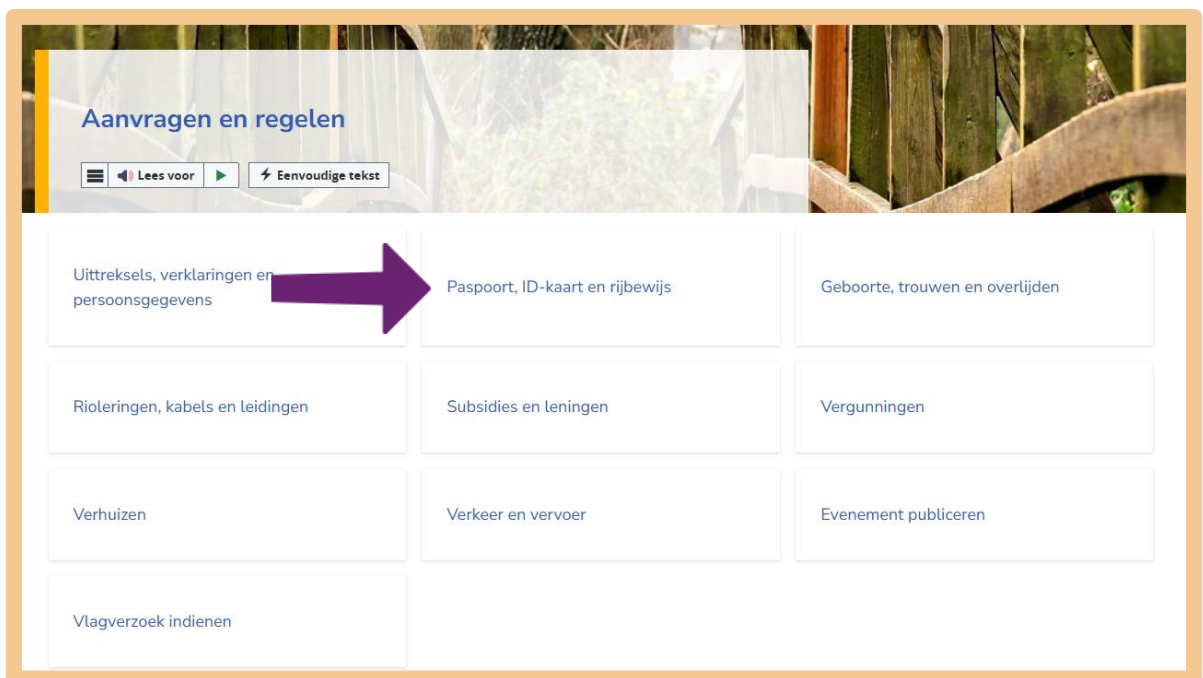 Aanvragen en regelen
Lees voor
Eenvoudige tekst
Uittreksels, verklaringen en
persoonsgegevens
Paspoort, ID-kaart en rijbewijs
Geboorte, trouwen en overlijden
Rioleringen, kabels en leidingen
Subsidies en leningen
Vergunningen
Verhuizen
Verkeer en vervoer
Evenement publiceren
Vlagverzoek indienen